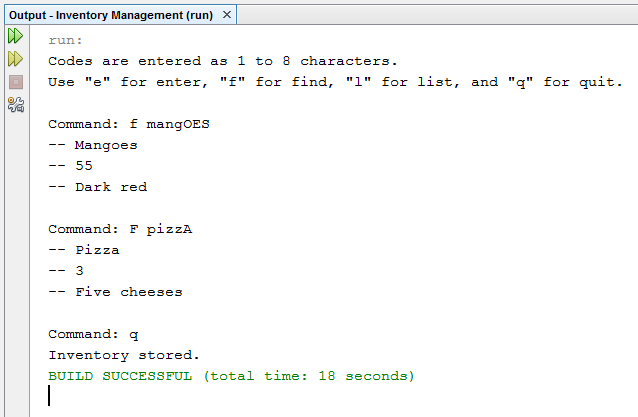 Output - Inventory Management (run)
run:
Codes are entered as 1 to 8 characters.
Use "e" for enter, "f" for find, "l" for list, and "q" for quit.
Command: f mangOES
-- Mangoes
-- 55
-- Dark red
Command: F pizzA
-- Pizza
-- 3
-- Five cheeses
Command: q
Inventory stored.
BUILD SUCCESSFUL (total time: 18 seconds)